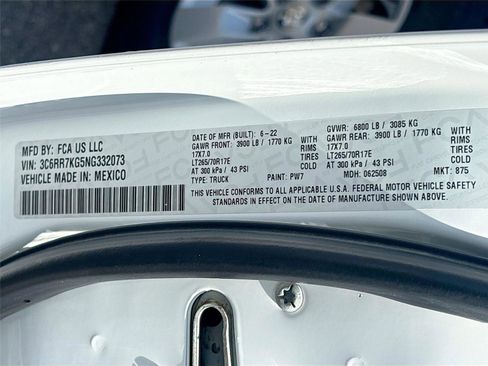 MFD BY: FCA US LLC
VIN: 3C6RR7KG5NG332073
VEHICLE MADE IN: MEXICO
DATE OF MFR (BUILT): 6-22
GAWR FRONT: 3900 LB / 1770 KG WITH
17X7.0 RIMS
LT265/70R17E TIRES
AT 300 kPa / 43 PSI COLD
TYPE: TRUCK PAINT: PW7
GVWR: 6800 LB / 3085 KG
GAWR REAR: 3900 LB / 1770 KG WITH
17X7.0 RIMS
LT265/70R17E TIRES
AT 300 kPa / 43 PSI COLD
MDH: 062508 MKT: 875
THIS VEHICLE CONFORMS TO ALL APPLICABLE U.S.A. FEDERAL MOTOR VEHICLE SAFETY
STANDARDS IN EFFECT ON THE DATE OF MANUFACTURE SHOWN ABOVE.